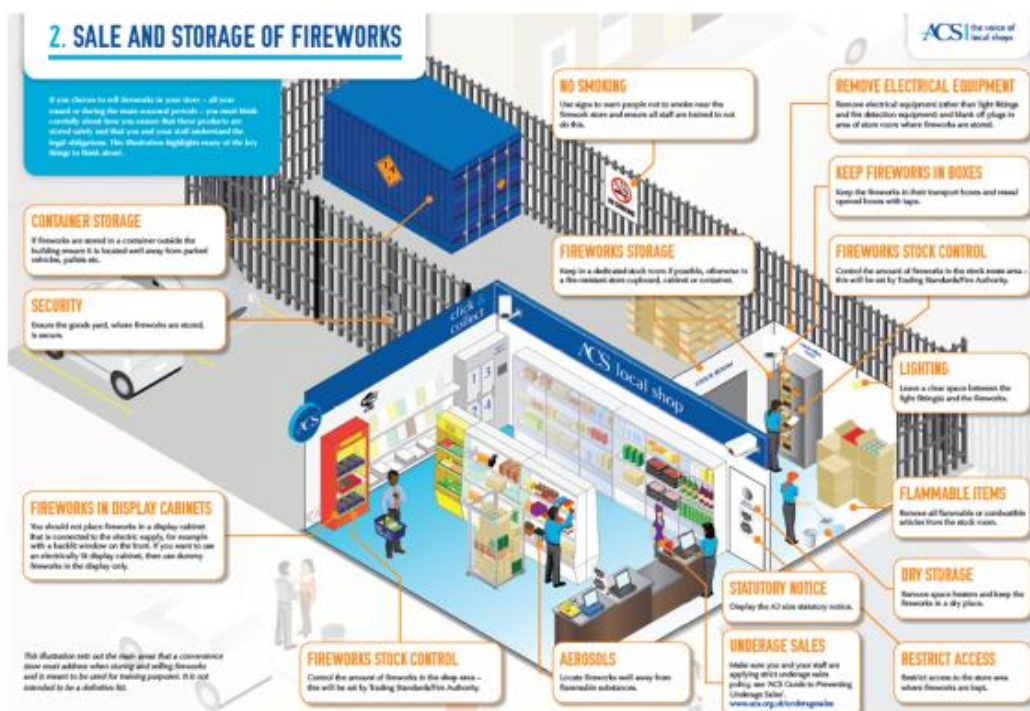 2. SALE AND STORAGE OF FIREWORKS
ACS the voice of
local shops
If you choose to sell fireworks in your store – all year
round or during the main seasonal periods – you must think
carefully about how you ensure that these products are
stored safely and that you and your staff understand the
legal obligations. This illustration highlights many of the key
things to think about.
NO SMOKING
Use signs to warn people not to smoke near the
firework store and ensure all staff are trained to not
do this.
REMOVE ELECTRICAL EQUIPMENT
Remove electrical equipment (other than light fittings
and fire detection equipment) and blank off plugs in
area of store room where fireworks are stored.
KEEP FIREWORKS IN BOXES
Keep the fireworks in their transport boxes and reseal
opened boxes with tape.
CONTAINER STORAGE
If fireworks are stored in a container outside the
building ensure it is located well away from parked
vehicles, pallets etc.
FIREWORKS STORAGE
Keep in a dedicated stock room if possible, otherwise in
a fire-resistant store cupboard, cabinet or container.
FIREWORKS STOCK CONTROL
Control the amount of fireworks in the stock room area –
this will be set by Trading Standards/Fire Authority.
SECURITY
Ensure the goods yard, where fireworks are stored,
is secure.
click &
collect
ACS local shop
STOCK ROOM
1 3
2 4
ACS
LIGHTING
Leave a clear space between the
light fitting(s) and the fireworks.
FIREWORKS IN DISPLAY CABINETS
You should not place fireworks in a display cabinet
that is connected to the electric supply, for example
with a backlit window on the front. If you want to use
an electrically lit display cabinet, then use dummy
fireworks in the display only.
FLAMMABLE ITEMS
Remove all flammable or combustible
articles from the stock room.
DRY STORAGE
Remove space heaters and keep the
fireworks in a dry place.
STATUTORY NOTICE
Display the A3 size statutory notice.
This illustration sets out the main areas that a convenience
store must address when storing and selling fireworks
and is meant to be used for training purposes. It is not
intended to be a definitive list.
FIREWORKS STOCK CONTROL
Control the amount of fireworks in the shop area –
this will be set by Trading Standards/Fire Authority.
AEROSOLS
Locate fireworks well away from
flammable substances.
UNDERAGE SALES
Make sure you and your staff are
applying strict underage sales
policy, see 'ACS Guide to Preventing
Underage Sales'.
www.acs.org.uk/underagesales
RESTRICT ACCESS
Restrict access to the store area
where fireworks are kept.